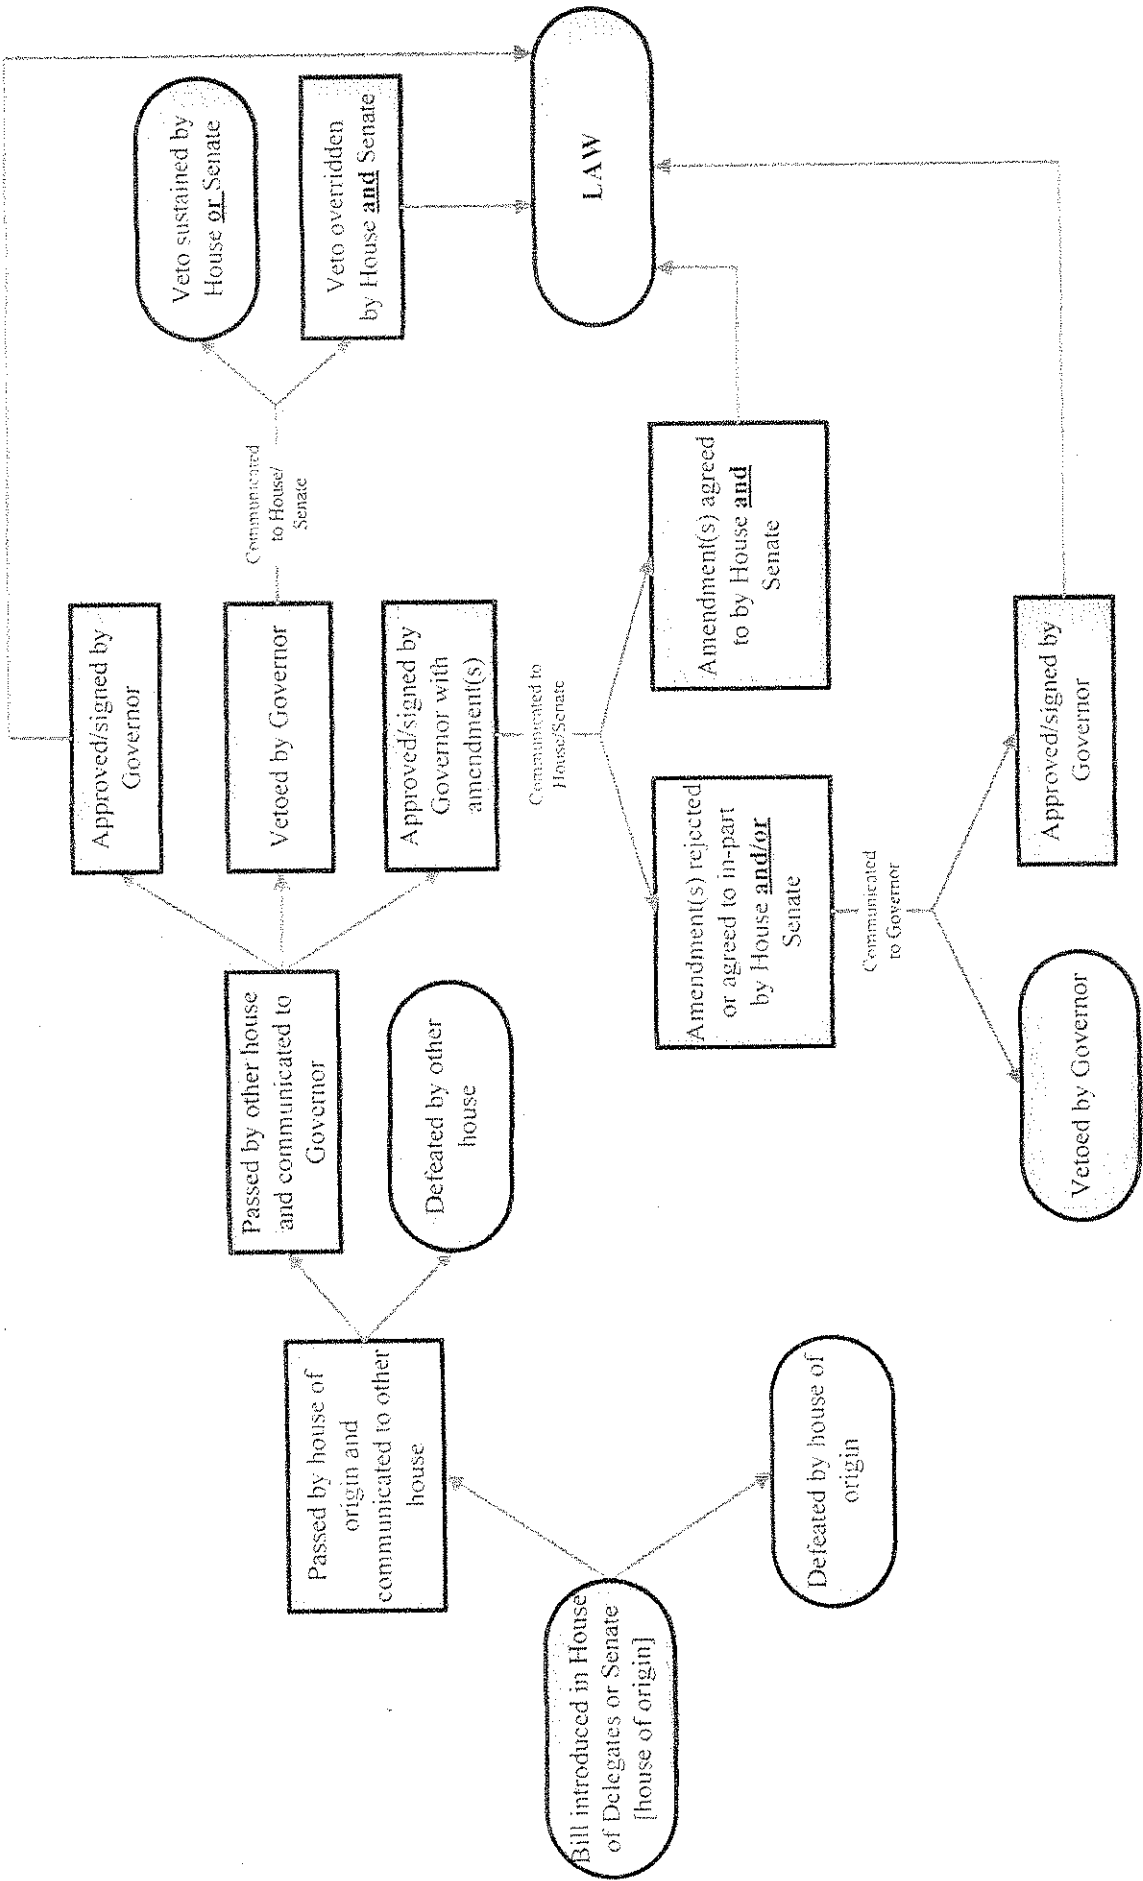 Bill introduced in House
of Delegates or Senate
[house of origin]
Passed by house of
origin and
communicated to other
house
Defeated by house of
origin
Passed by other house
and communicated to
Governor
Defeated by other
house
Approved/signed by
Governor
Vetoed by Governor
Approved/signed by
Governor with
amendment(s)
Communicated
to House/
Senate
Veto sustained by
House or Senate
Veto overridden
by House and Senate
Communicated to
House/Senate
Amendment(s) rejected
or agreed to in-part
by House and/or
Senate
Amendment(s) agreed
to by House and
Senate
Communicated
to Governor
Vetoed by Governor
Approved/signed by
Governor
LAW